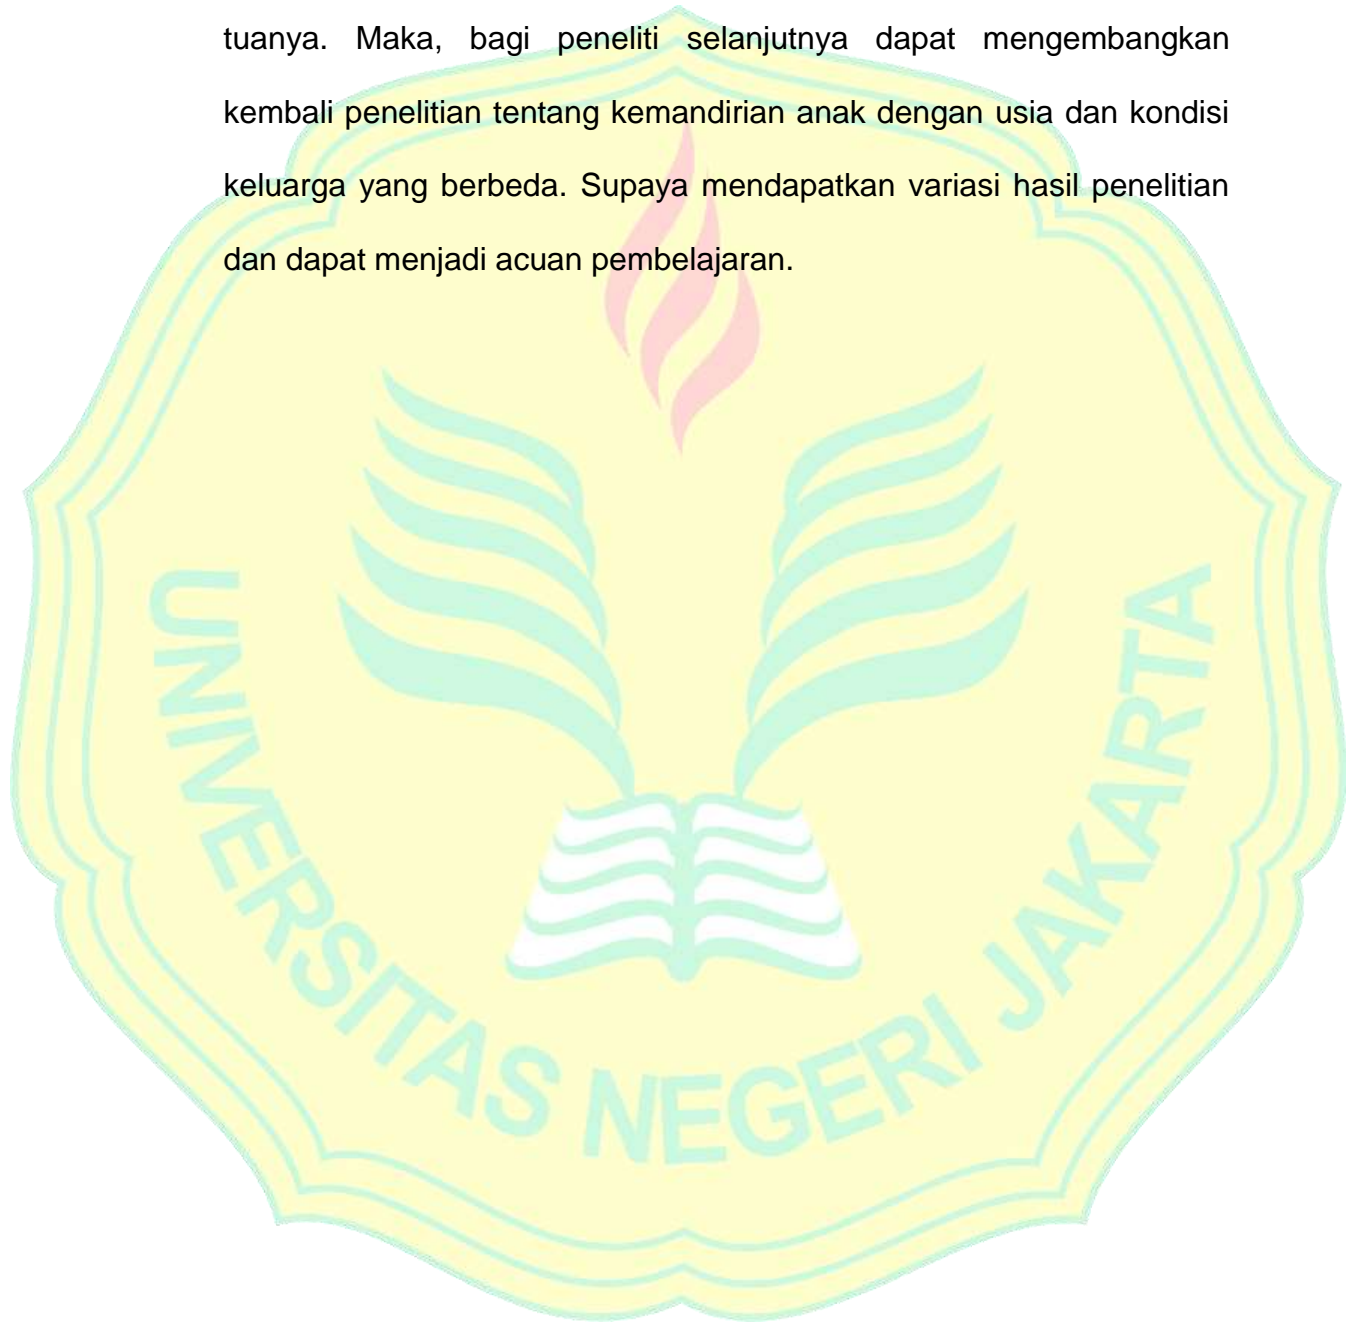 tuanya. Maka, bagi peneliti selanjutnya dapat mengembangkan
kembali penelitian tentang kemandirian anak dengan usia dan kondisi
keluarga yang berbeda. Supaya mendapatkan variasi hasil penelitian
dan dapat menjadi acuan pembelajaran.
UNIVERSITAS NEGERI JAKARTA